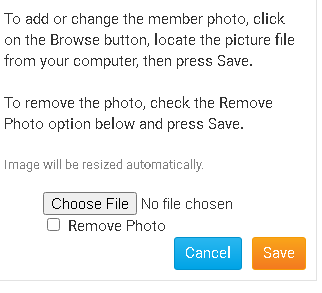 To add or change the member photo, click
on the Browse button, locate the picture file
from your computer, then press Save.
To remove the photo, check the Remove
Photo option below and press Save.
Image will be resized automatically.
Choose File No file chosen
Remove Photo
Cancel Save